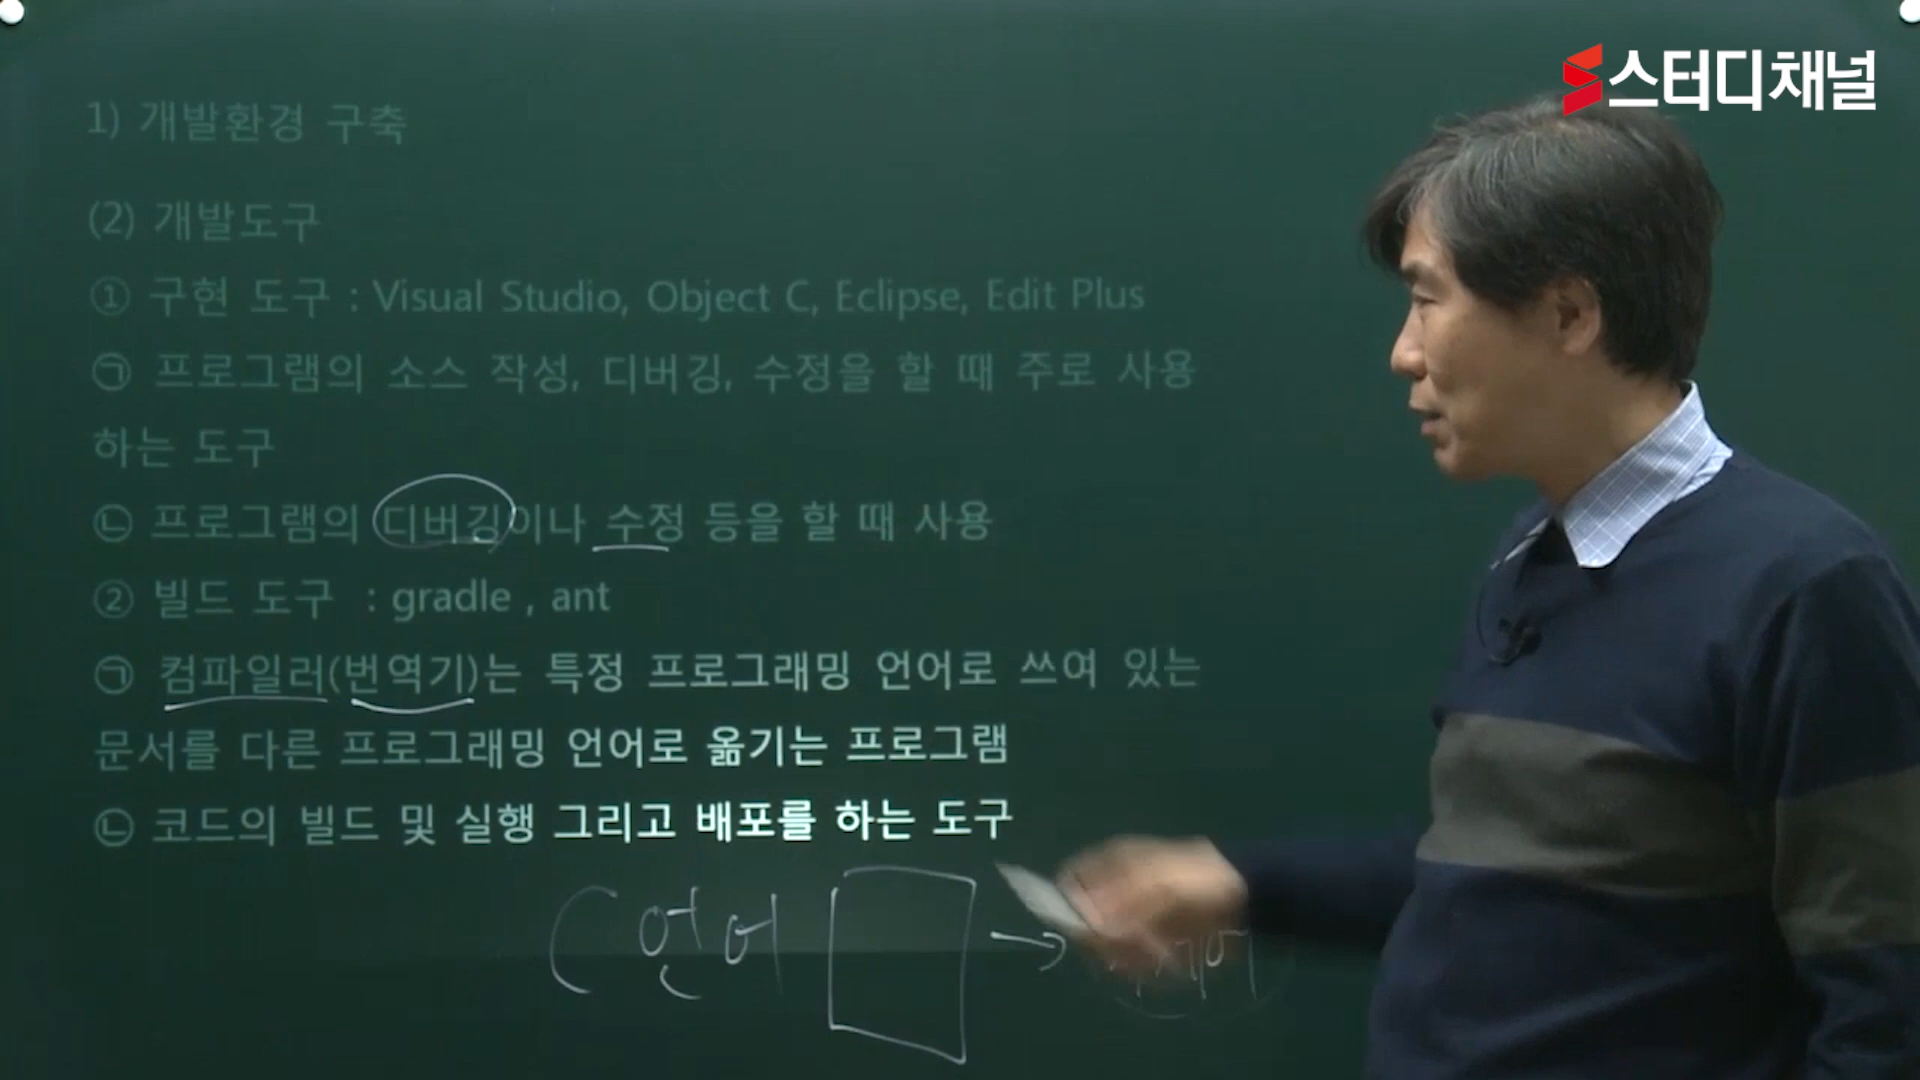 스터디채널
1) 개발환경 구축
(2) 개발도구
① 구현 도구 : Visual Studio, Object C, Eclipse, Edit Plus
㉠ 프로그램의 소스 작성, 디버깅, 수정을 할 때 주로 사용
하는 도구
㉡ 프로그램의 디버깅이나 수정 등을 할 때 사용
② 빌드 도구 : gradle , ant
㉠ 컴파일러(번역기)는 특정 프로그래밍 언어로 쓰여 있는
문서를 다른 프로그래밍 언어로 옮기는 프로그램
㉡ 코드의 빌드 및 실행 그리고 배포를 하는 도구
( 언어 →